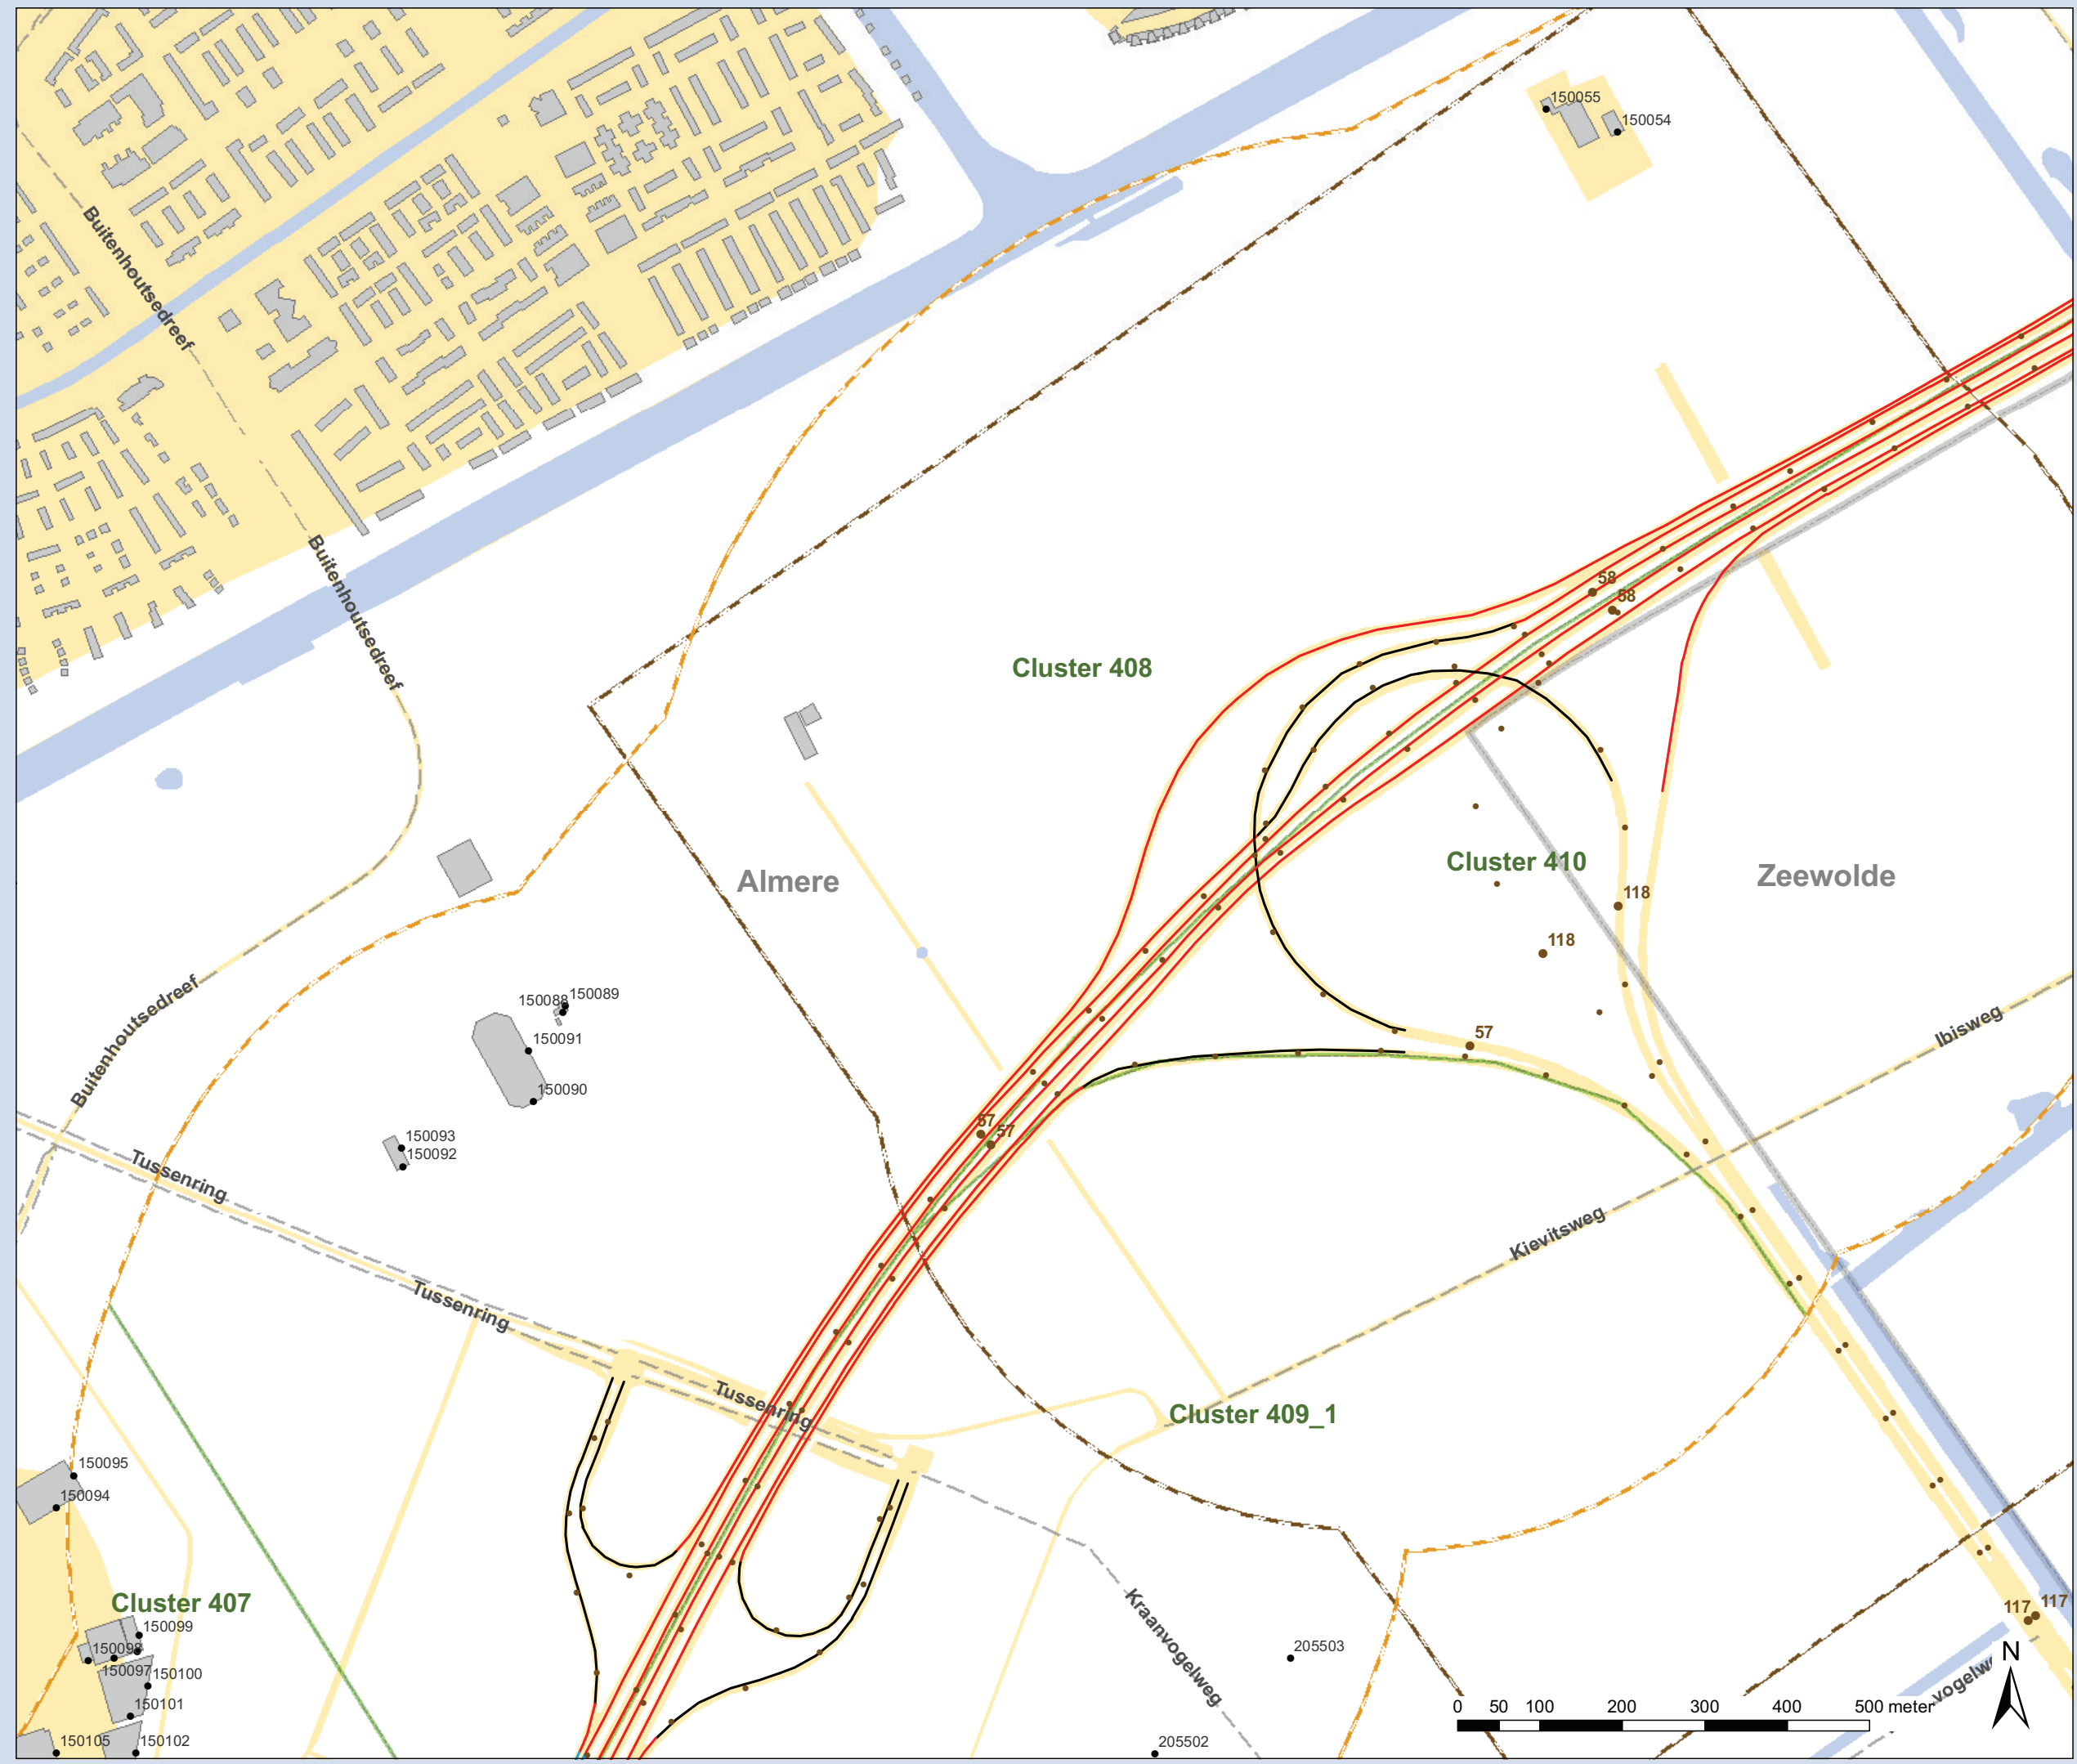 150055
150054
Buitenhoutsedreef
Buitenhoutsedreef
58
58
Cluster 408
Cluster 410
Almere
Zeewolde
118
118
Buitenhoutsedreef
150088
150089
150091
150090
57
Ibisweg
57
57
150093
150092
Tussenring
Kievitsweg
Tussenring
Tussenring
Cluster 409_1
150095
150094
Cluster 407
150099
150098
150097
150100
150101
150105
150102
Kraanvogelweg
205503
205502
117
117
N
0 50 100 200 300 400 500 meter